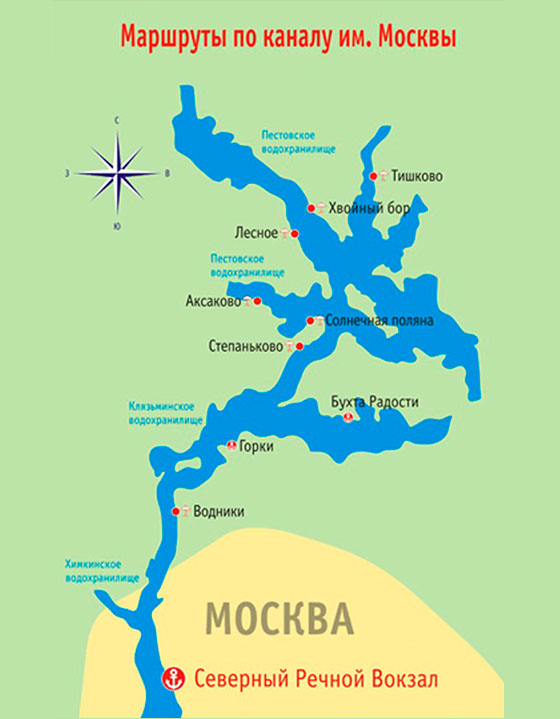 Маршруты по каналу им. Москвы
С
З
В
Ю
Пестовское
водохранилище
Тишково
Хвойный бор
Лесное
Пестовское
водохранилище
Аксаково
Солнечная поляна
Степаньково
Бухта Радости
Клязьминское
водохранилище
Горки
Водники
Химкинское
водохранилище
МОСКВА
Северный Речной Вокзал